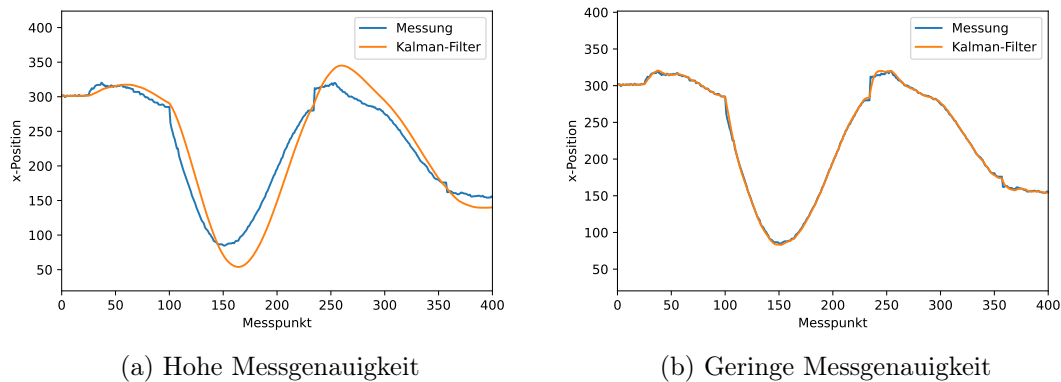 400
350
300
250
200
150
100
50
x-Position
0 50 100 150 200 250 300 350 400
Messpunkt
Messung
Kalman-Filter
(a) Hohe Messgenauigkeit
400
350
300
250
200
150
100
50
x-Position
0 50 100 150 200 250 300 350 400
Messpunkt
Messung
Kalman-Filter
(b) Geringe Messgenauigkeit